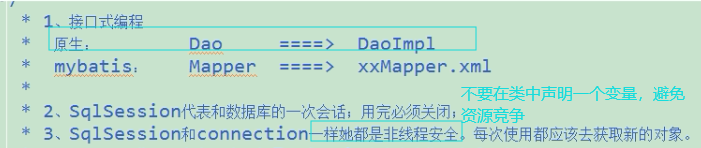 * 1、接口式编程
* 原生: Dao ====> DaoImpl
* mybatis: Mapper ====> xxMapper.xml
*
不要在类中声明一个变量,避免
资源竞争
* 2、SqlSession代表和数据库的一次会话;用完必须关闭;
* 3、SqlSession和connection一样她都是非线程安全。每次使用都应该去获取新的对象。